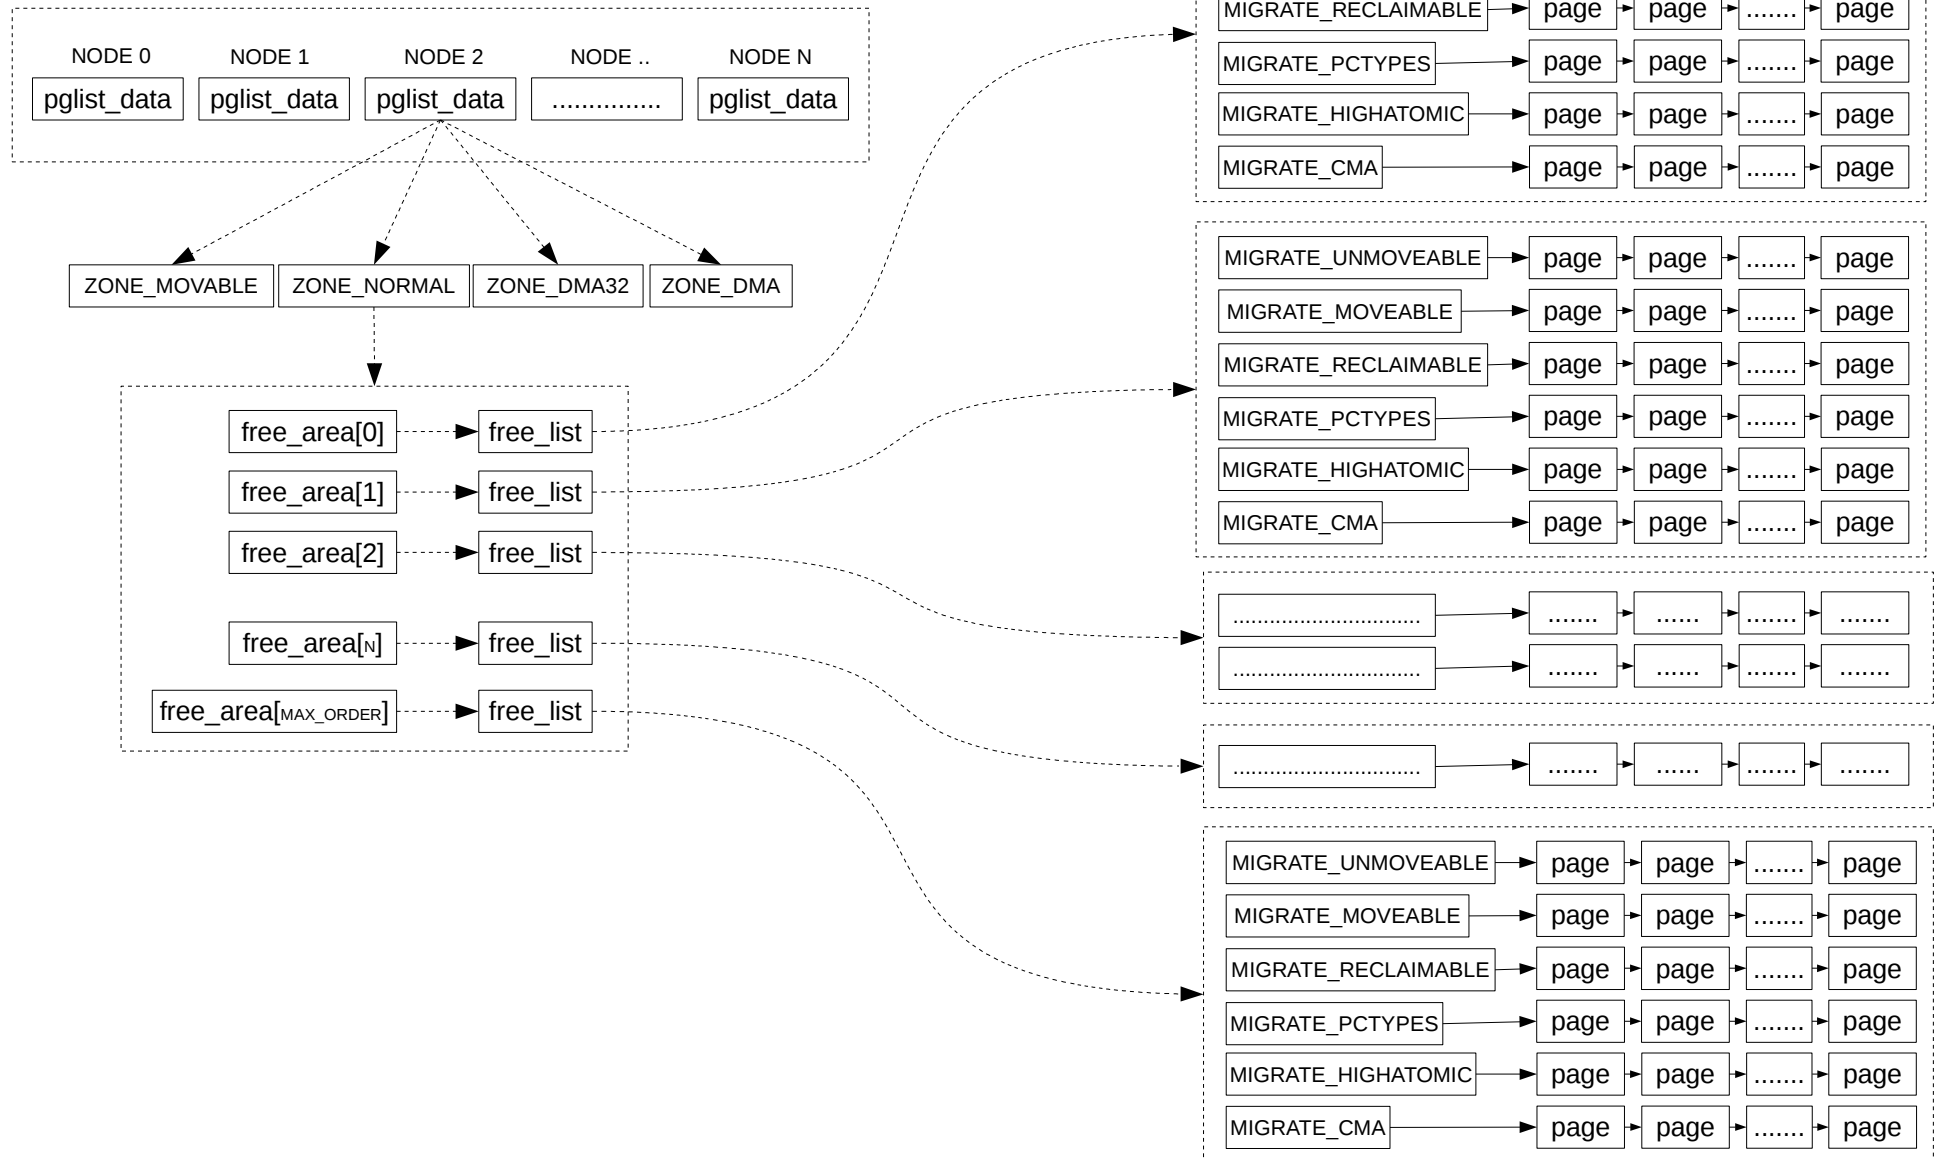 NODE 0 NODE 1 NODE 2 NODE .. NODE N
pglist_data pglist_data pglist_data ............... pglist_data
ZONE_MOVABLE ZONE_NORMAL ZONE_DMA32 ZONE_DMA
free_area[0] free_list
free_area[1] free_list
free_area[2] free_list
free_area[N] free_list
free_area[MAX_ORDER] free_list
MIGRATE_RECLAIMABLE page page ....... page
MIGRATE_PCTYPES page page ....... page
MIGRATE_HIGHATOMIC page page ....... page
MIGRATE_CMA page page ....... page
MIGRATE_UNMOVEABLE page page ....... page
MIGRATE_MOVEABLE page page ....... page
MIGRATE_RECLAIMABLE page page ....... page
MIGRATE_PCTYPES page page ....... page
MIGRATE_HIGHATOMIC page page ....... page
MIGRATE_CMA page page ....... page
............................... ....... ...... ....... .......
............................... ....... ...... ....... .......
............................... ....... ...... ....... .......
MIGRATE_UNMOVEABLE page page ....... page
MIGRATE_MOVEABLE page page ....... page
MIGRATE_RECLAIMABLE page page ....... page
MIGRATE_PCTYPES page page ....... page
MIGRATE_HIGHATOMIC page page ....... page
MIGRATE_CMA page page ....... page